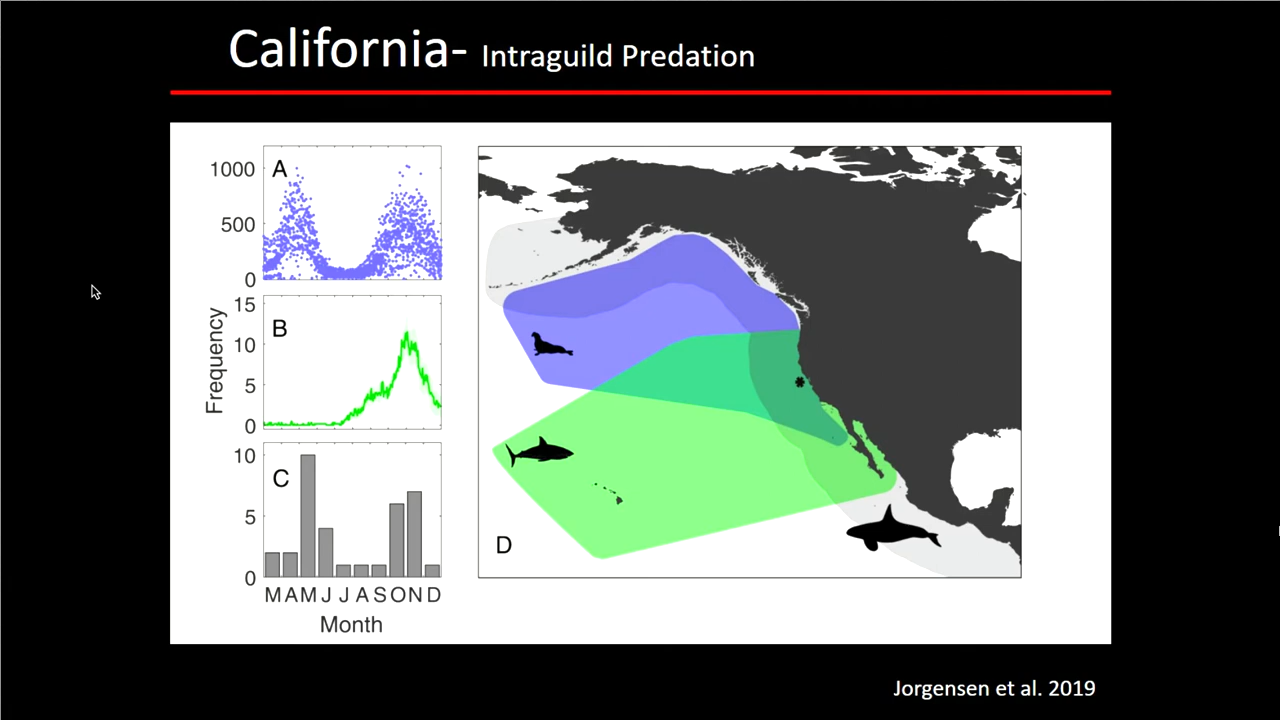 California- Intraguild Predation
A
1000
500
0
B
15
10
5
0
Frequency
C
10
5
0
M A M J J A S O N D
Month
D
Jorgensen et al. 2019